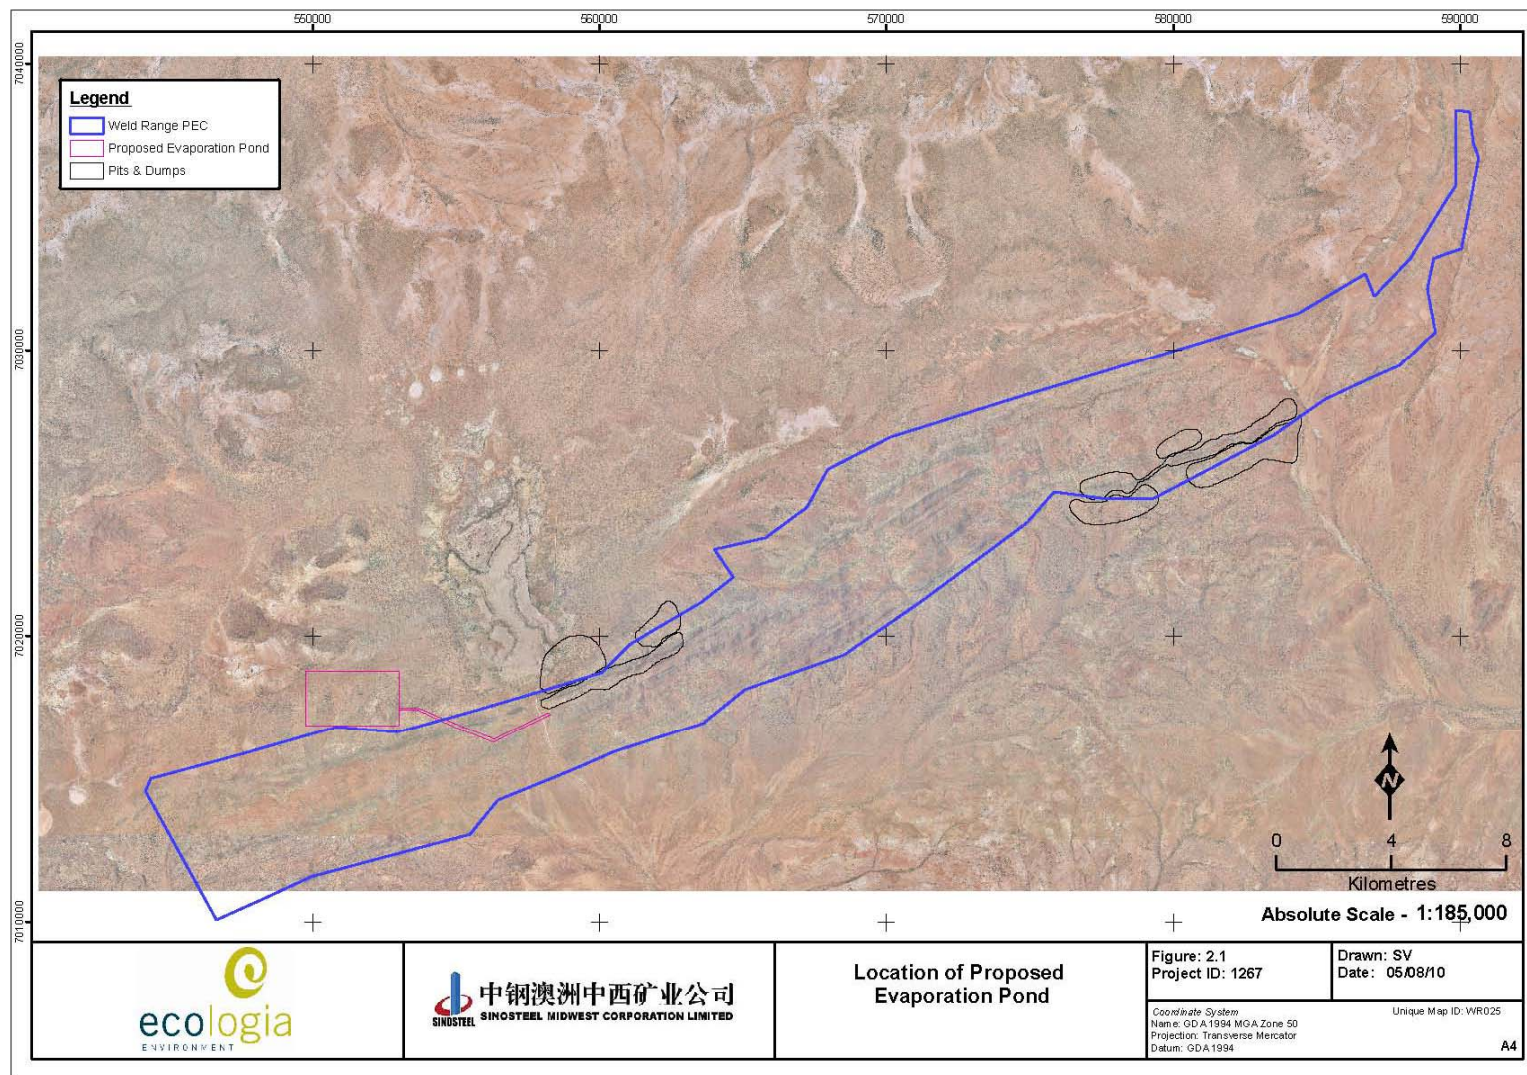 550000
560000
570000
580000
590000
7040000
7030000
7020000
7010000
Legend
Weld Range PEC
Proposed Evaporation Pond
Pits & Dumps
N
0 4 8
Kilometres
Absolute Scale - 1:185,000
ecologia
ENVIRONMENT
SINOSTEEL
中钢澳洲中西矿业公司
SINOSTEEL MIDWEST CORPORATION LIMITED
Location of Proposed
Evaporation Pond
Figure: 2.1
Project ID: 1267
Drawn: SV
Date: 05/08/10
Coordinate System
Name: GDA 1994 MGA Zone 50
Projection: Transverse Mercator
Datum: GDA 1994
Unique Map ID: WR025
A4